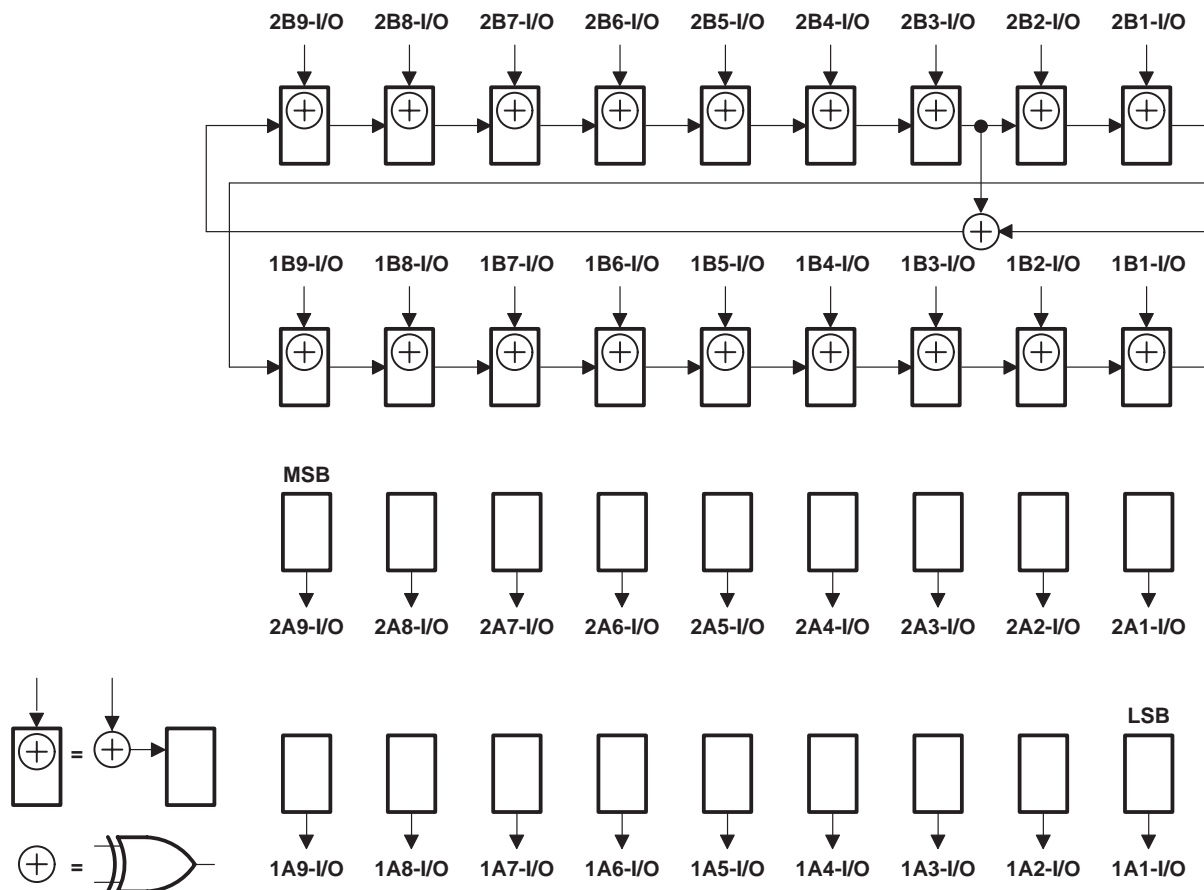 2B9-I/O 2B8-I/O 2B7-I/O 2B6-I/O 2B5-I/O 2B4-I/O 2B3-I/O 2B2-I/O 2B1-I/O
1B9-I/O 1B8-I/O 1B7-I/O 1B6-I/O 1B5-I/O 1B4-I/O 1B3-I/O 1B2-I/O 1B1-I/O
MSB
2A9-I/O 2A8-I/O 2A7-I/O 2A6-I/O 2A5-I/O 2A4-I/O 2A3-I/O 2A2-I/O 2A1-I/O
LSB
=
=
1A9-I/O 1A8-I/O 1A7-I/O 1A6-I/O 1A5-I/O 1A4-I/O 1A3-I/O 1A2-I/O 1A1-I/O